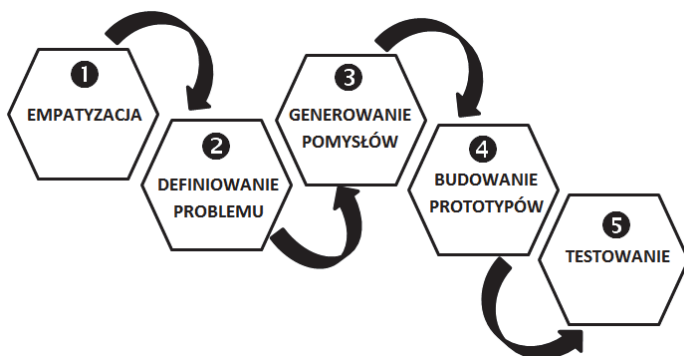 1
EMPATYZACJA
2
DEFINIOWANIE
PROBLEMU
3
GENEROWANIE
POMYSŁÓW
4
BUDOWANIE
PROTOTYPÓW
5
TESTOWANIE